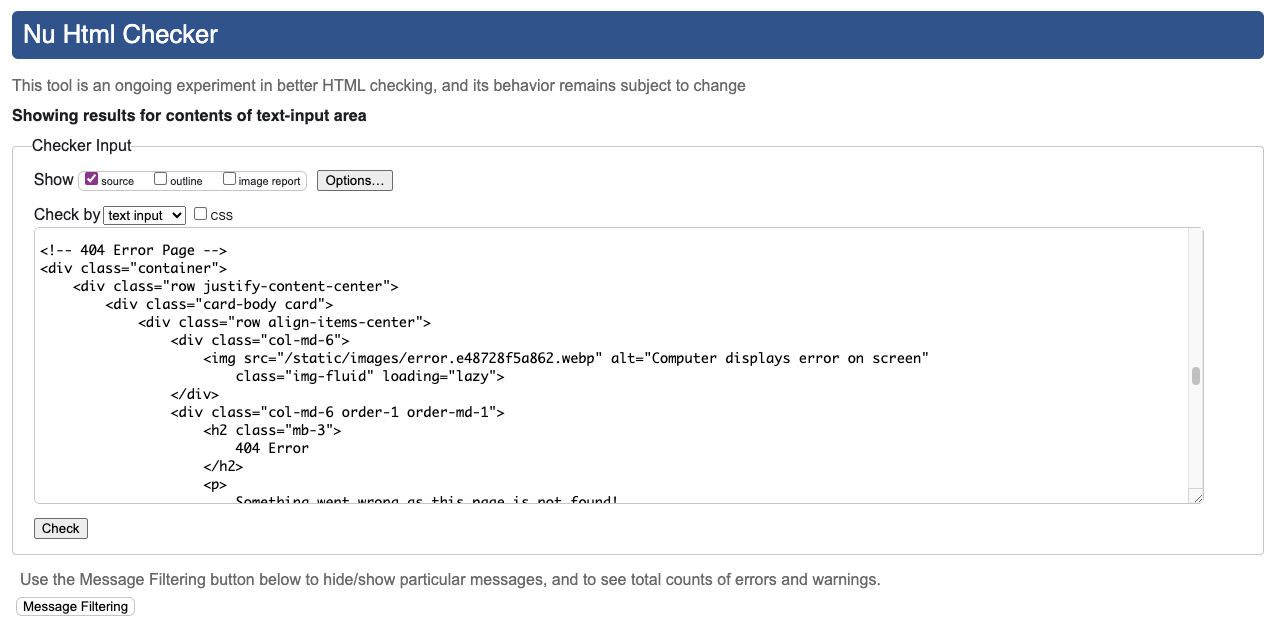 Nu Html Checker
This tool is an ongoing experiment in better HTML checking, and its behavior remains subject to change
Showing results for contents of text-input area
Checker Input
Show source outline image report Options...
Check by text input css
<!-- 404 Error Page -->
<div class="container">
    <div class="row justify-content-center">
        <div class="card-body card">
            <div class="row align-items-center">
                <div class="col-md-6">
                    <img src="/static/images/error.e48728f5a862.webp" alt="Computer displays error on screen"
                        class="img-fluid" loading="lazy">
                </div>
                <div class="col-md-6 order-1 order-md-1">
                    <h2 class="mb-3">
                        404 Error
                    </h2>
                    <p>
                        Something went wrong as this page is not found!
Check
Use the Message Filtering button below to hide/show particular messages, and to see total counts of errors and warnings.
Message Filtering